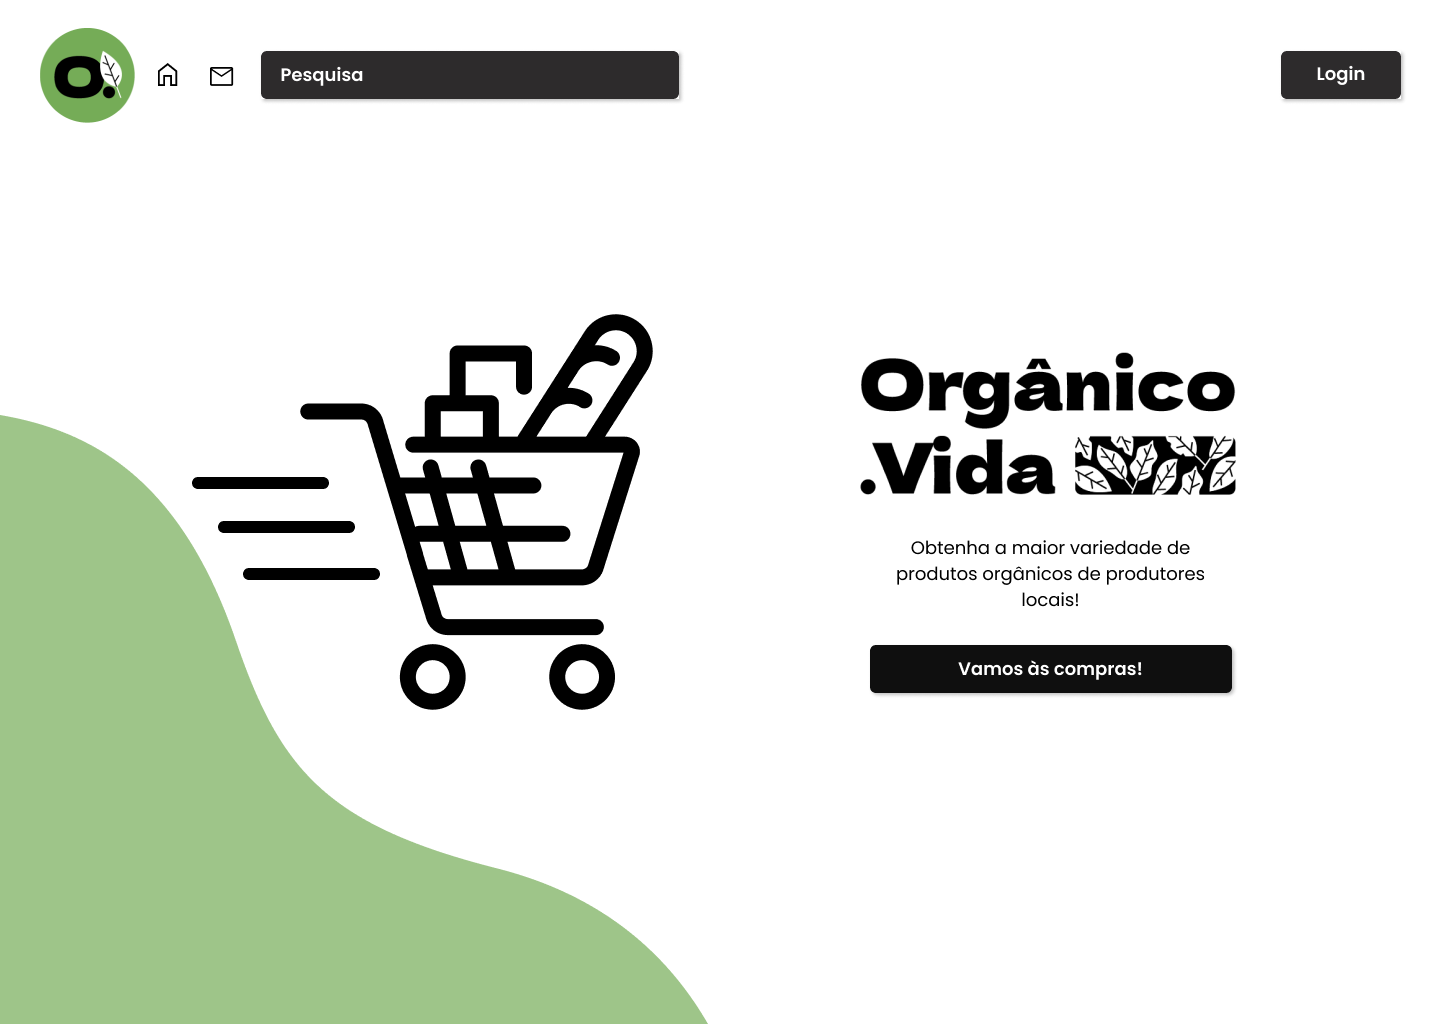 O.
Pesquisa
Login
Orgânico
.Vida
Obtenha a maior variedade de
produtos orgânicos de produtores
locais!
Vamos às compras!